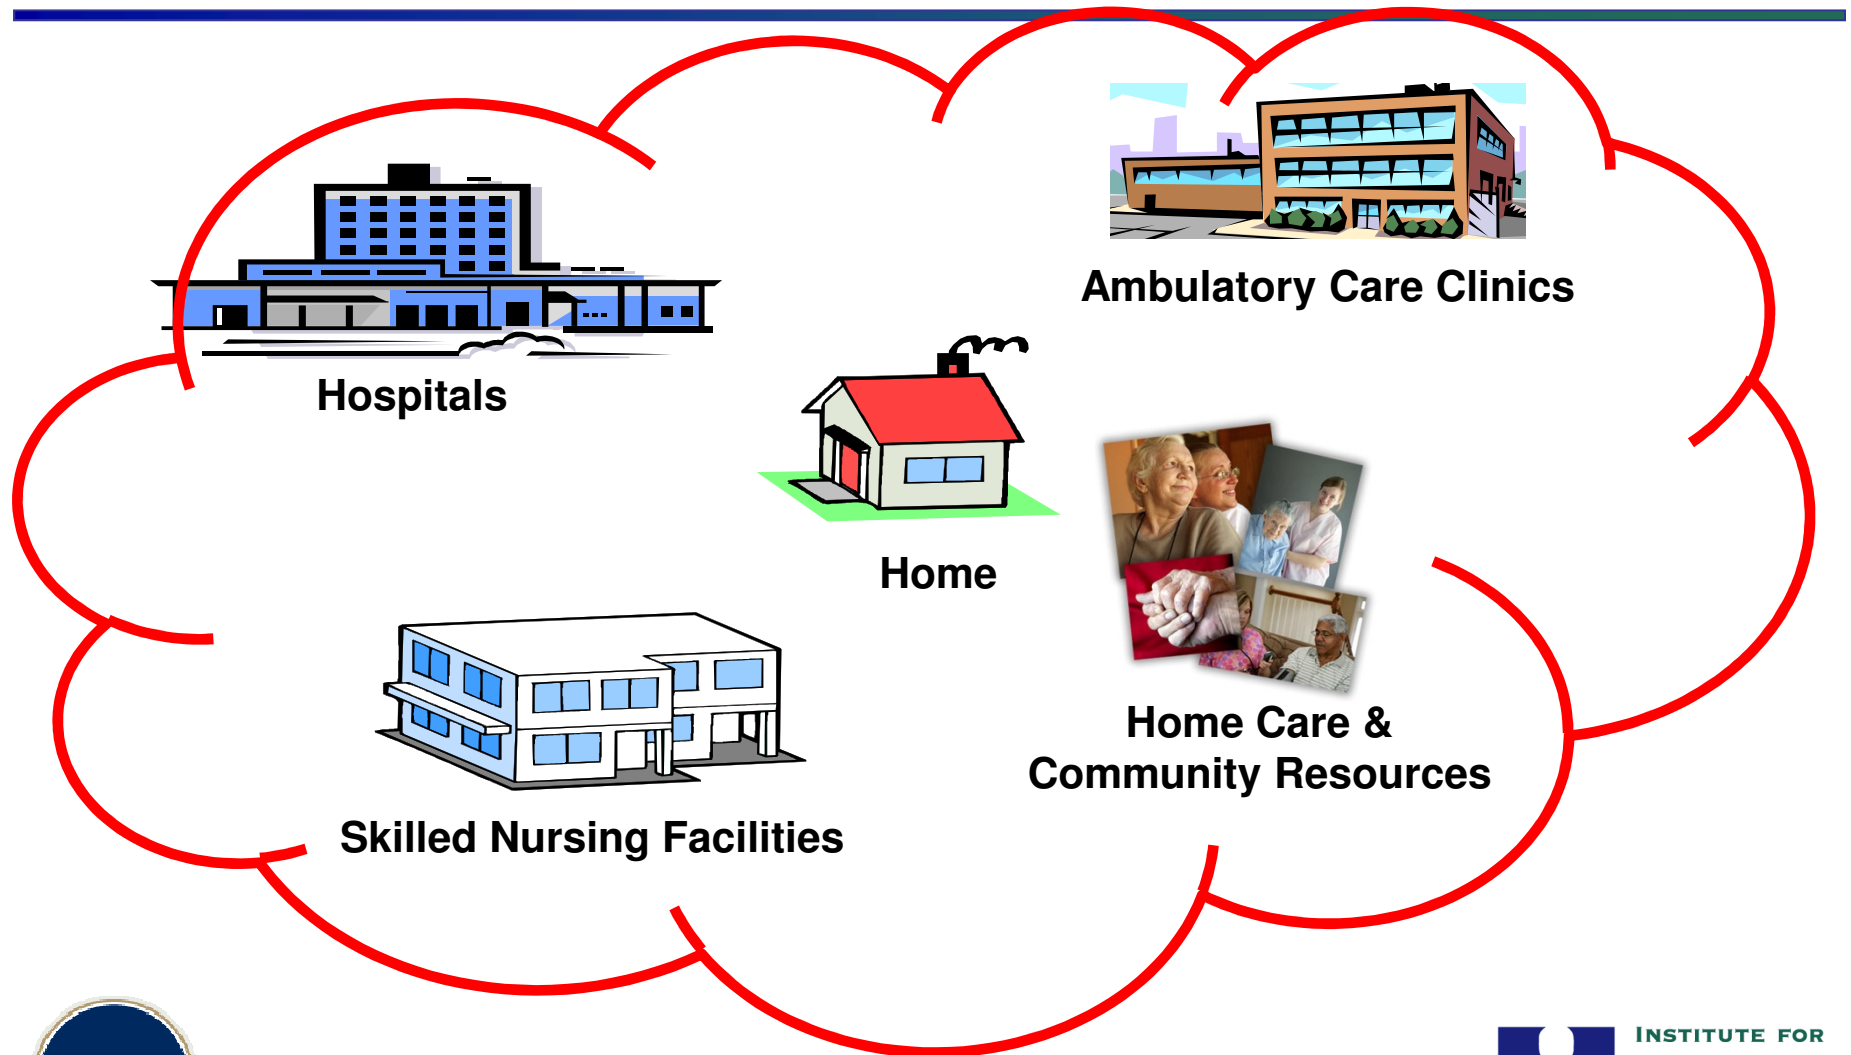 Ambulatory Care Clinics
Hospitals
Home
Home Care &
Community Resources
Skilled Nursing Facilities
INSTITUTE FOR